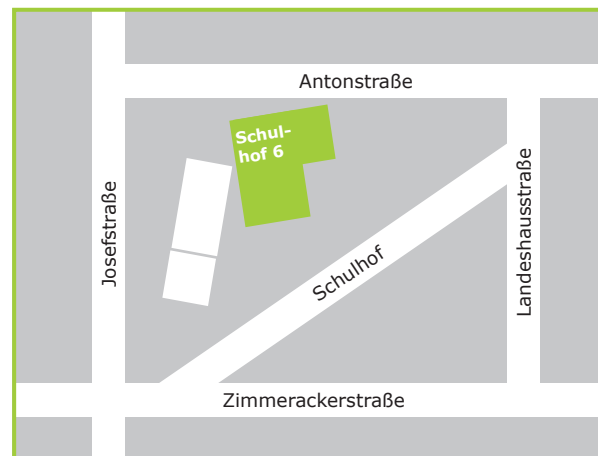 Antonstraße
Schul-
hof 6
Josefstraße
Schulhof
Landeshausstraße
Zimmerackerstraße